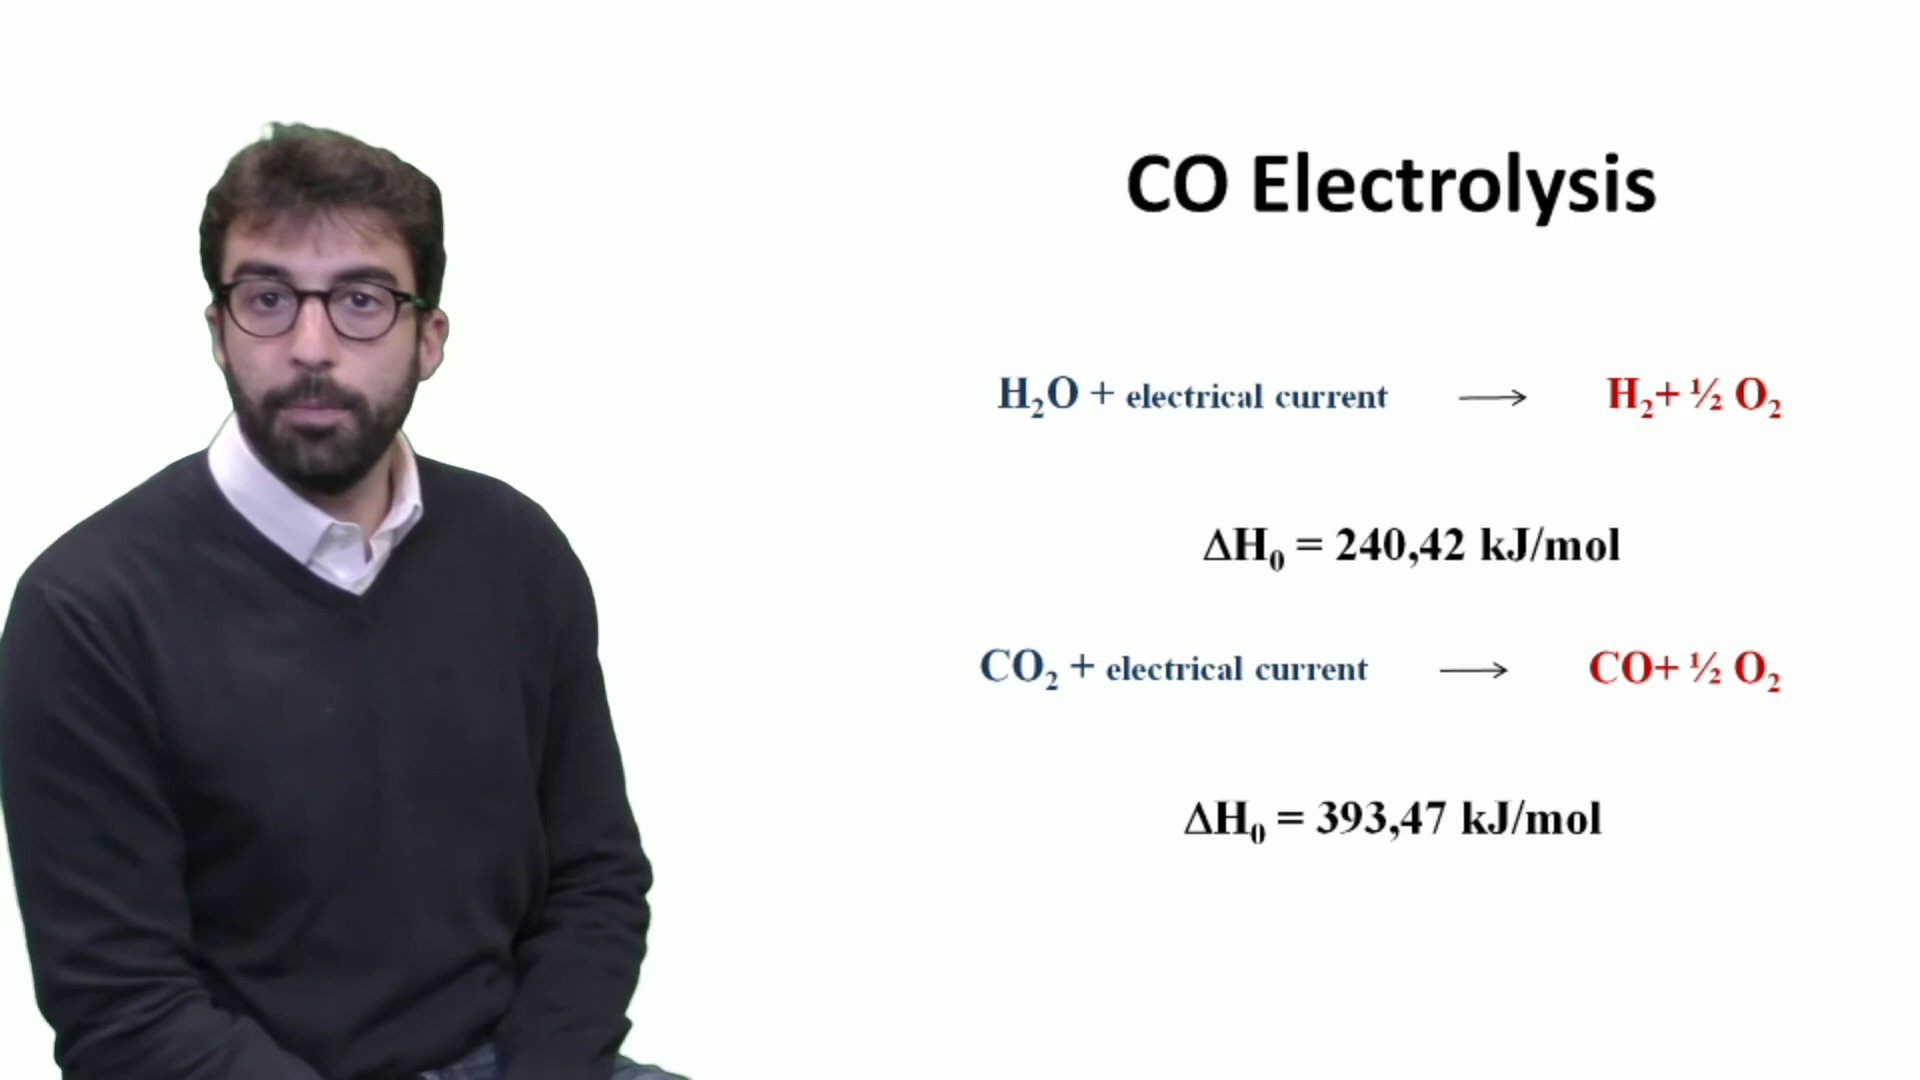 CO Electrolysis
H₂O + electrical current ⟶ H₂+ ½ O₂
ΔH₀ = 240,42 kJ/mol
CO₂ + electrical current ⟶ CO+ ½ O₂
ΔH₀ = 393,47 kJ/mol